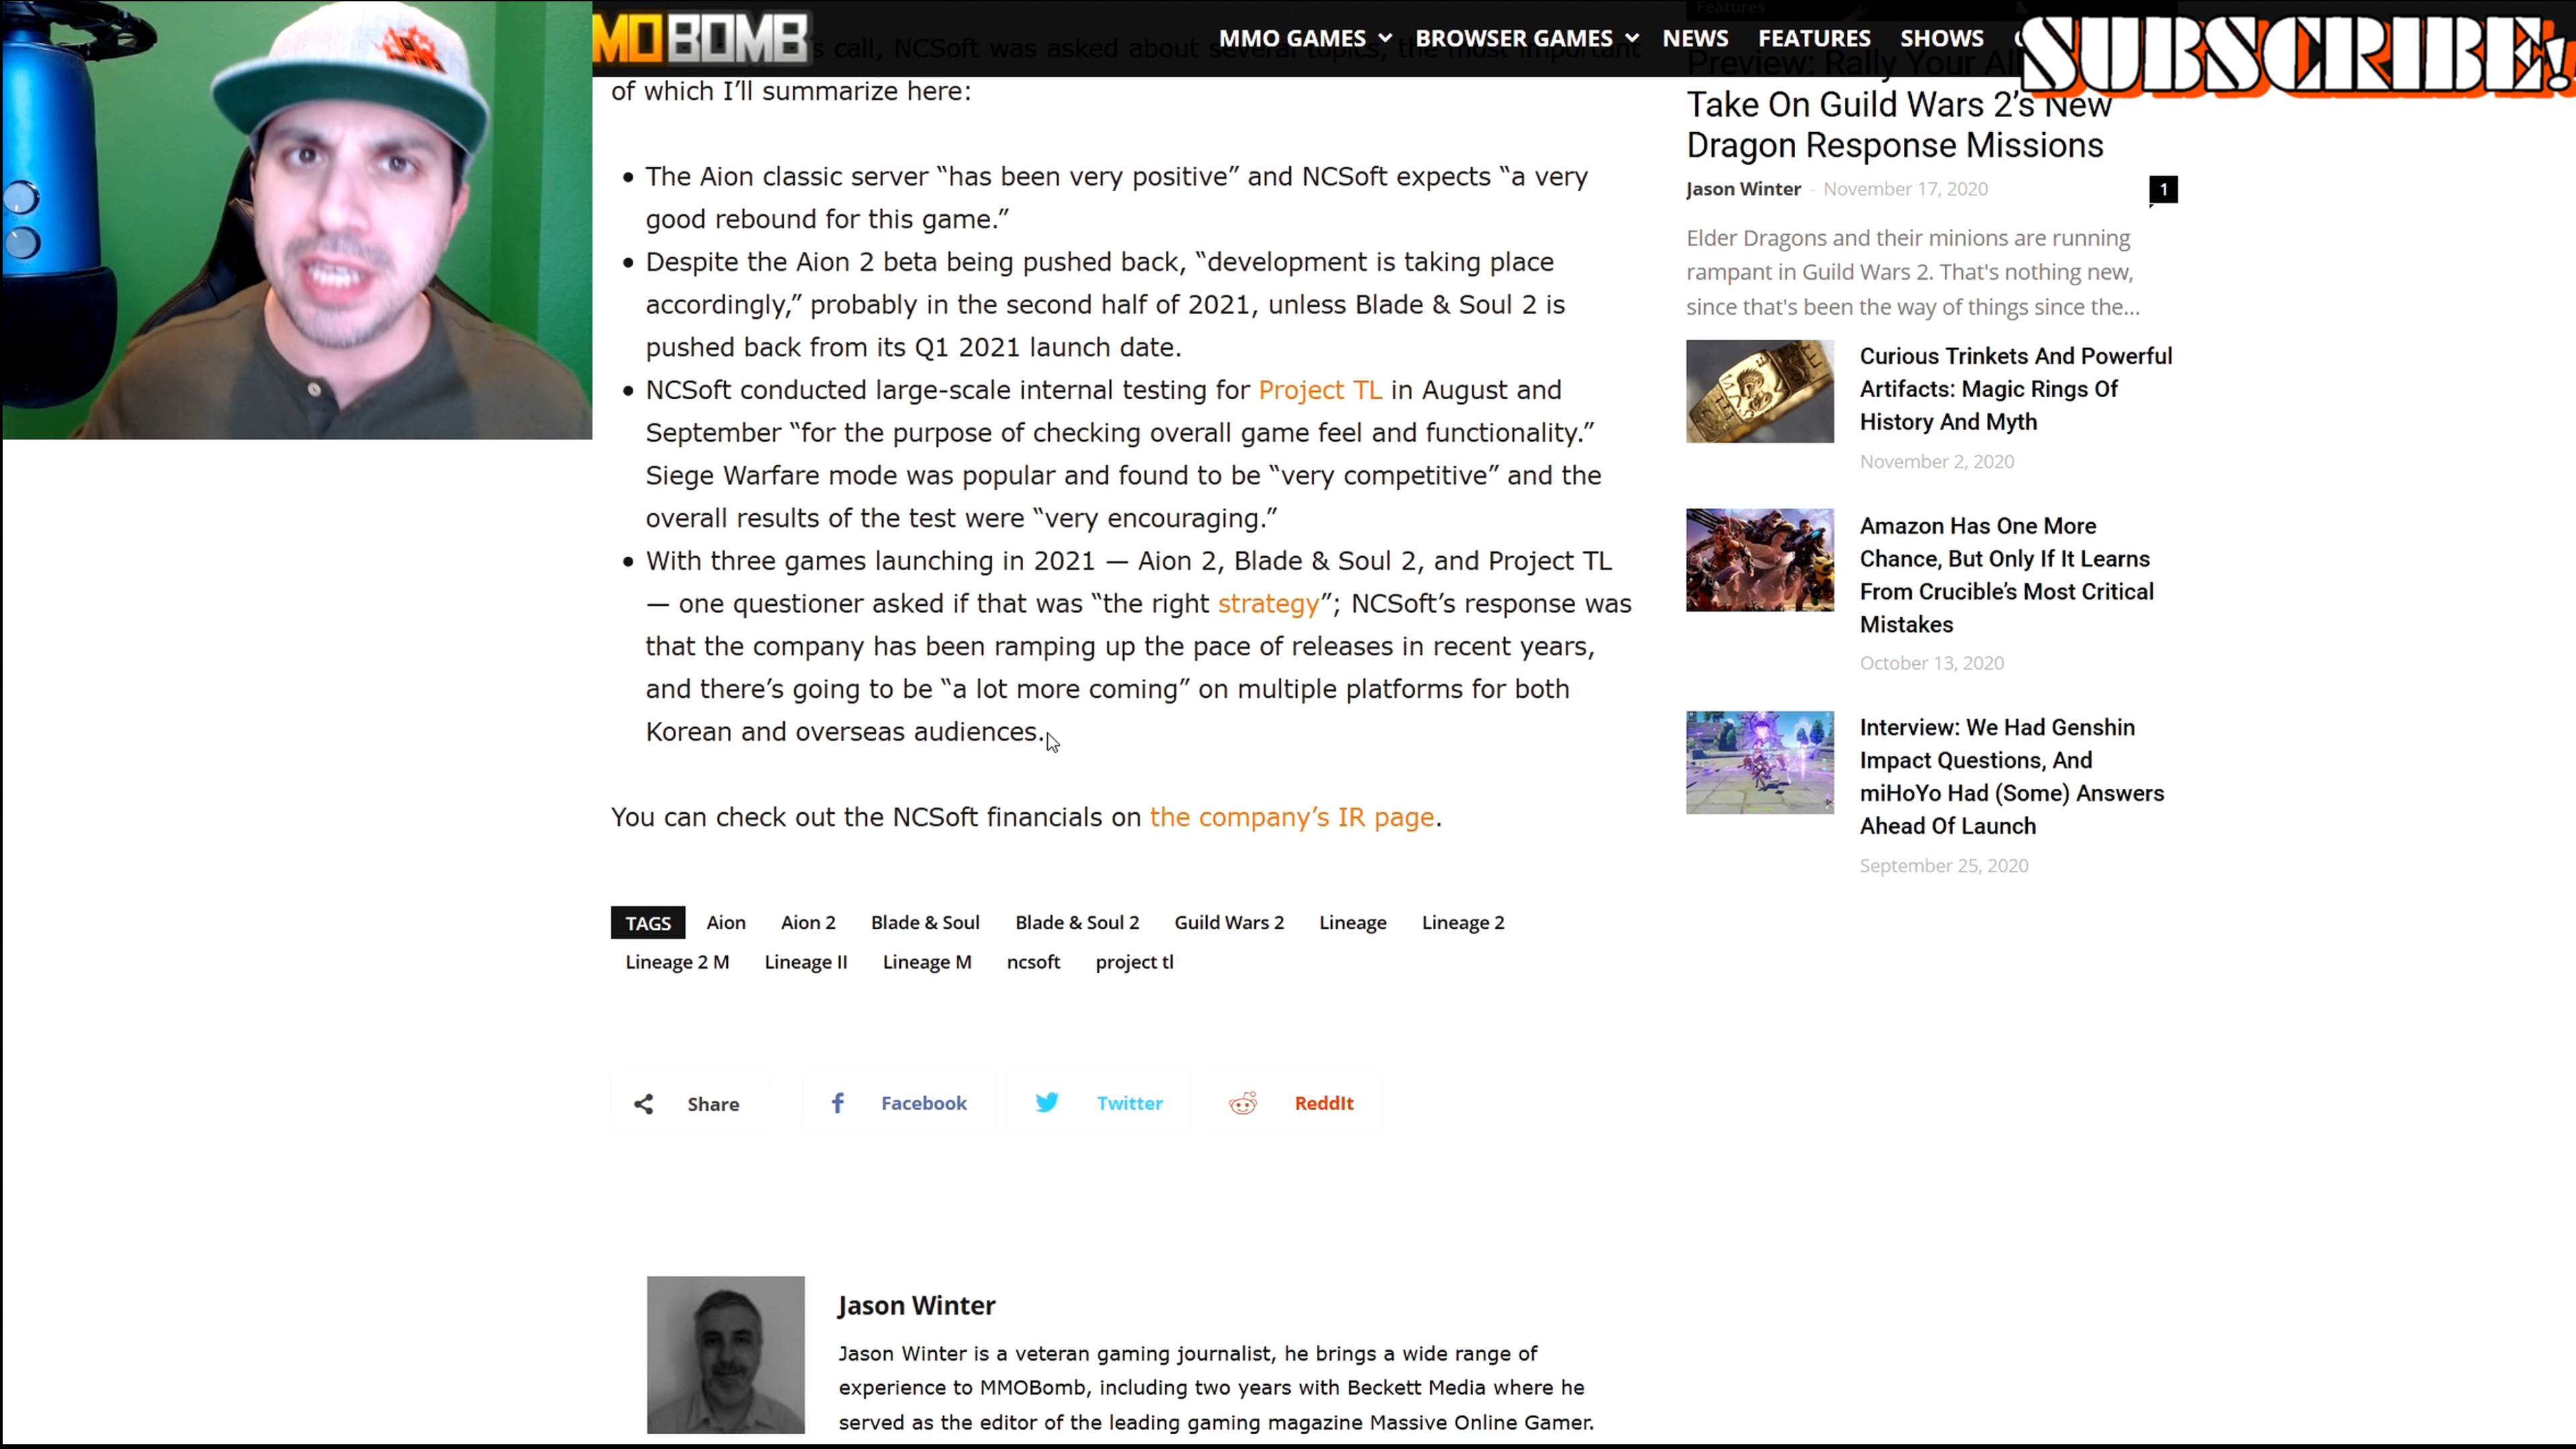 MOBOMB
MMO GAMES
BROWSER GAMES
NEWS
FEATURES
SHOWS
SUBSCRIBE!
Features
s call, NCSoft was asked about several topics, the most important
of which I’ll summarize here:
• The Aion classic server “has been very positive” and NCSoft expects “a very
good rebound for this game.”
• Despite the Aion 2 beta being pushed back, “development is taking place
accordingly,” probably in the second half of 2021, unless Blade & Soul 2 is
pushed back from its Q1 2021 launch date.
• NCSoft conducted large-scale internal testing for Project TL in August and
September “for the purpose of checking overall game feel and functionality.”
Siege Warfare mode was popular and found to be “very competitive” and the
overall results of the test were “very encouraging.”
• With three games launching in 2021 — Aion 2, Blade & Soul 2, and Project TL
— one questioner asked if that was “the right strategy”; NCSoft’s response was
that the company has been ramping up the pace of releases in recent years,
and there’s going to be “a lot more coming” on multiple platforms for both
Korean and overseas audiences.
You can check out the NCSoft financials on the company’s IR page.
TAGS Aion Aion 2 Blade & Soul Blade & Soul 2 Guild Wars 2 Lineage Lineage 2
Lineage 2 M Lineage II Lineage M ncsoft project tl
Share Facebook Twitter ReddIt
Jason Winter
Jason Winter is a veteran gaming journalist, he brings a wide range of
experience to MMOBomb, including two years with Beckett Media where he
served as the editor of the leading gaming magazine Massive Online Gamer.
Preview: Rally Your
Take On Guild Wars 2’s New
Dragon Response Missions
Jason Winter - November 17, 2020
1
Elder Dragons and their minions are running
rampant in Guild Wars 2. That's nothing new,
since that's been the way of things since the...
Curious Trinkets And Powerful
Artifacts: Magic Rings Of
History And Myth
November 2, 2020
Amazon Has One More
Chance, But Only If It Learns
From Crucible’s Most Critical
Mistakes
October 13, 2020
Interview: We Had Genshin
Impact Questions, And
miHoYo Had (Some) Answers
Ahead Of Launch
September 25, 2020